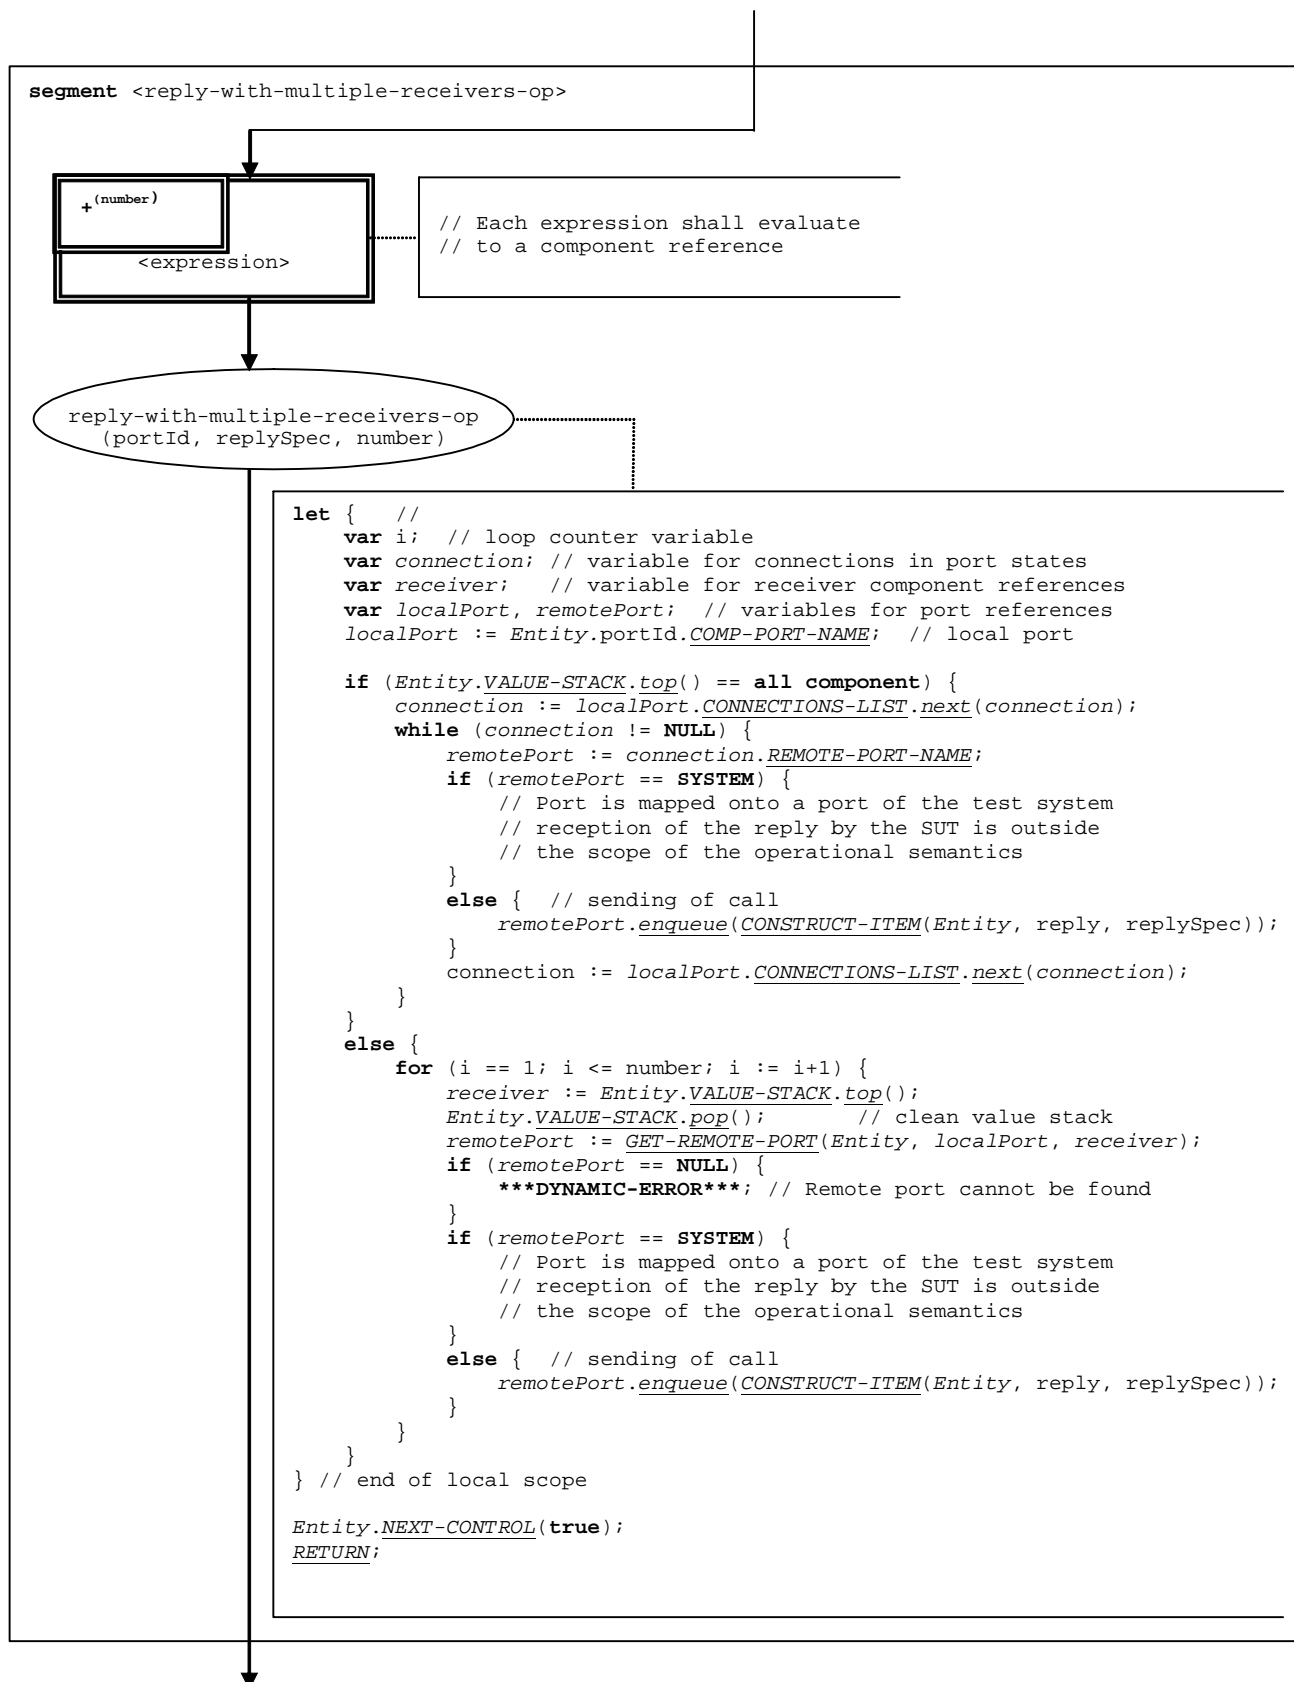 segment <reply-with-multiple-receivers-op>
+(number)
<expression>
// Each expression shall evaluate
// to a component reference
reply-with-multiple-receivers-op
(portId, replySpec, number)
let {   //
    var i;  // loop counter variable
    var connection; // variable for connections in port states
    var receiver;   // variable for receiver component references
    var localPort, remotePort;  // variables for port references
    localPort := Entity.portId.COMP-PORT-NAME;  // local port
    if (Entity.VALUE-STACK.top() == all component) {
        connection := localPort.CONNECTIONS-LIST.next(connection);
        while (connection != NULL) {
            remotePort := connection.REMOTE-PORT-NAME;
            if (remotePort == SYSTEM) {
                // Port is mapped onto a port of the test system
                // reception of the reply by the SUT is outside
                // the scope of the operational semantics
            }
            else {  // sending of call
                remotePort.enqueue(CONSTRUCT-ITEM(Entity, reply, replySpec));
            }
            connection := localPort.CONNECTIONS-LIST.next(connection);
        }
    }
    else {
        for (i == 1; i <= number; i := i+1) {
            receiver := Entity.VALUE-STACK.top();
            Entity.VALUE-STACK.pop();       // clean value stack
            remotePort := GET-REMOTE-PORT(Entity, localPort, receiver);
            if (remotePort == NULL) {
                ***DYNAMIC-ERROR***; // Remote port cannot be found
            }
            if (remotePort == SYSTEM) {
                // Port is mapped onto a port of the test system
                // reception of the reply by the SUT is outside
                // the scope of the operational semantics
            }
            else {  // sending of call
                remotePort.enqueue(CONSTRUCT-ITEM(Entity, reply, replySpec));
            }
        }
    }
} // end of local scope
Entity.NEXT-CONTROL(true);
RETURN;